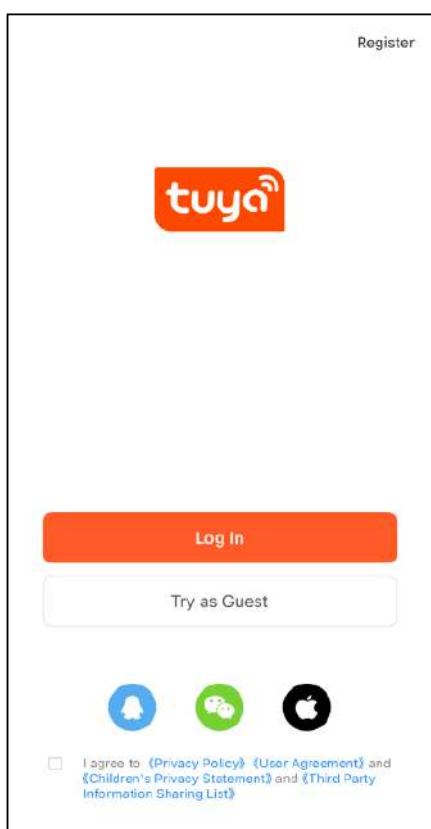 Register
tuya
Log In
Try as Guest
I agree to 《Privacy Policy》 《User Agreement》 and
《Children's Privacy Statement》 and 《Third Party
Information Sharing List》